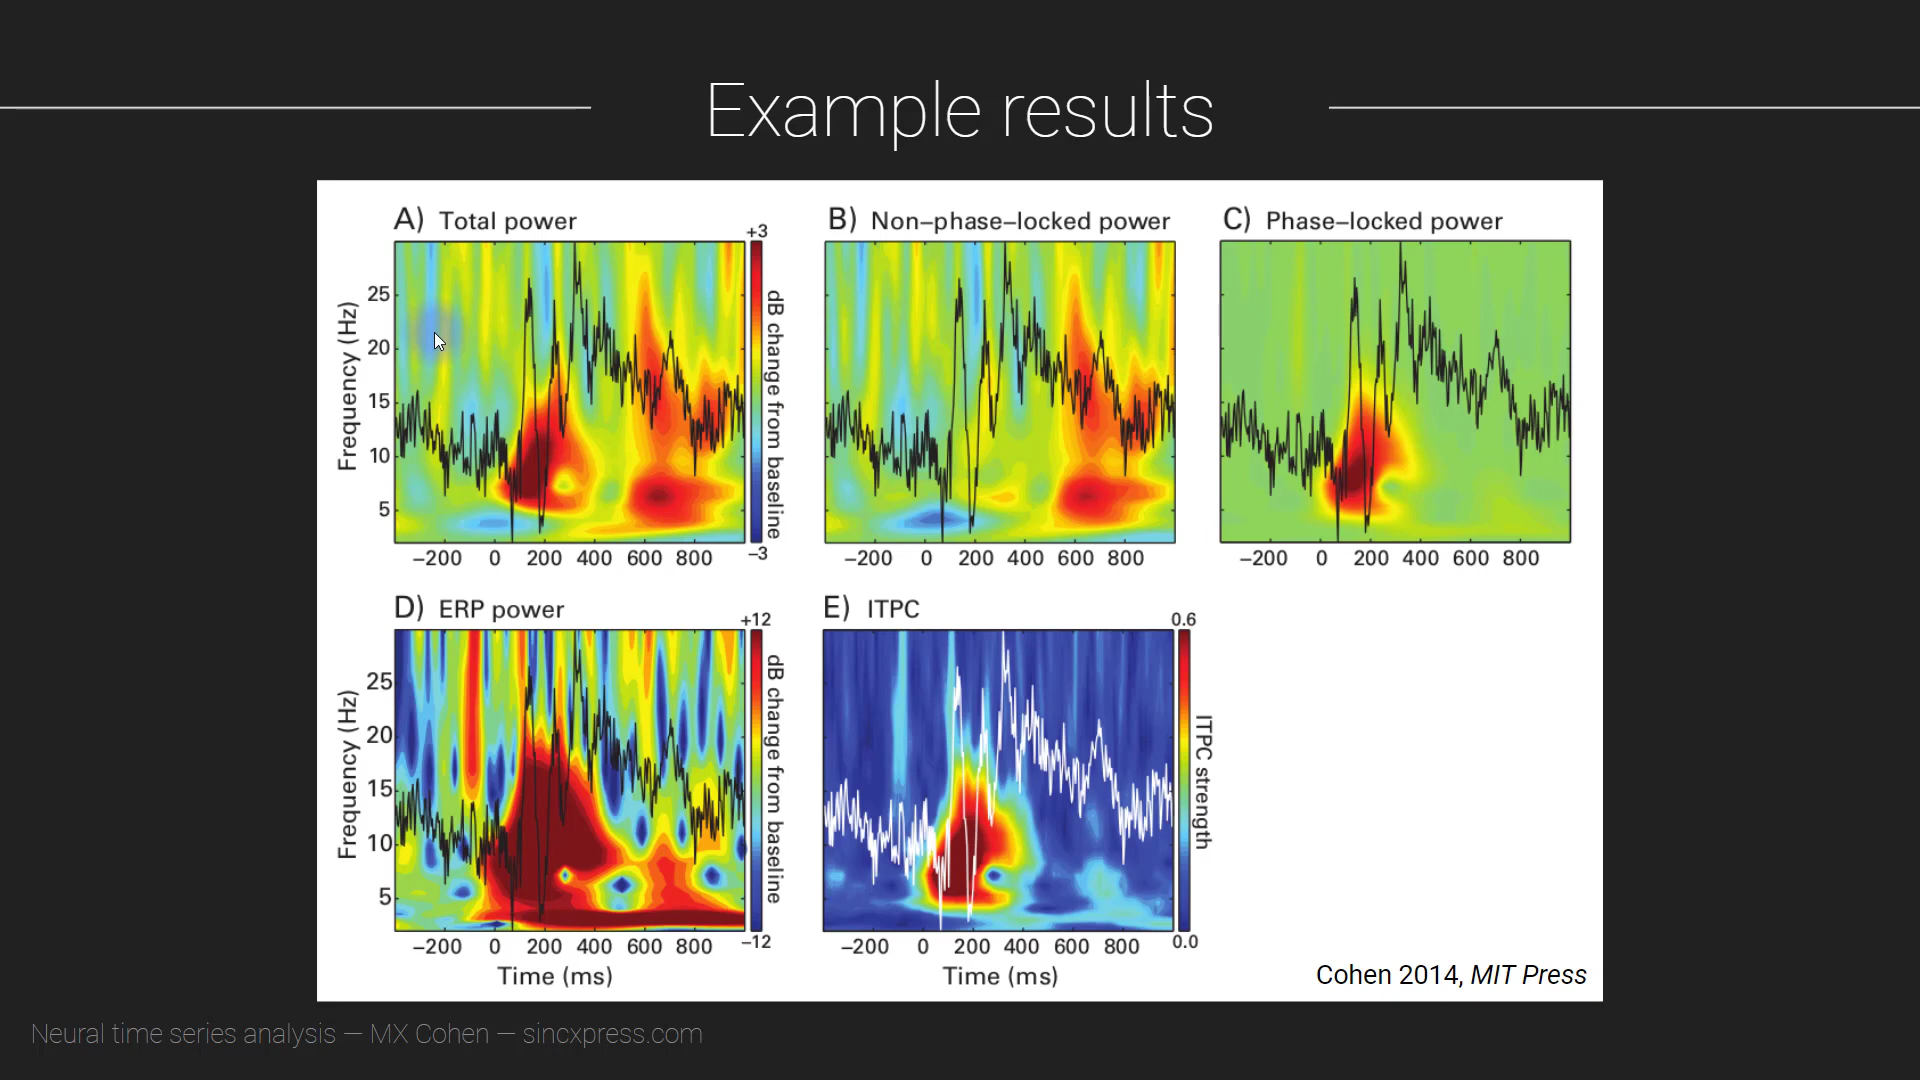 Example results
A) Total power
B) Non–phase–locked power
C) Phase–locked power
+3
25
20
15
10
5
Frequency (Hz)
dB change from baseline
−3
−200 0 200 400 600 800
−200 0 200 400 600 800
−200 0 200 400 600 800
D) ERP power
E) ITPC
+12
0.6
25
20
15
10
5
Frequency (Hz)
dB change from baseline
ITPC strength
−12
0.0
−200 0 200 400 600 800
−200 0 200 400 600 800
Time (ms)
Time (ms)
Cohen 2014, MIT Press
Neural time series analysis — MX Cohen — sincxpress.com